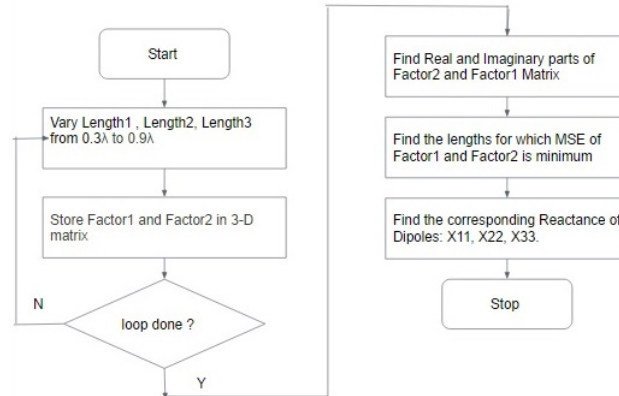 Start
Vary Length1 , Length2, Length3
from 0.3λ to 0.9λ
Store Factor1 and Factor2 in 3-D
matrix
loop done ?
N
Y
Find Real and Imaginary parts of
Factor2 and Factor1 Matrix
Find the lengths for which MSE of
Factor1 and Factor2 is minimum
Find the corresponding Reactance of
Dipoles: X11, X22, X33.
Stop